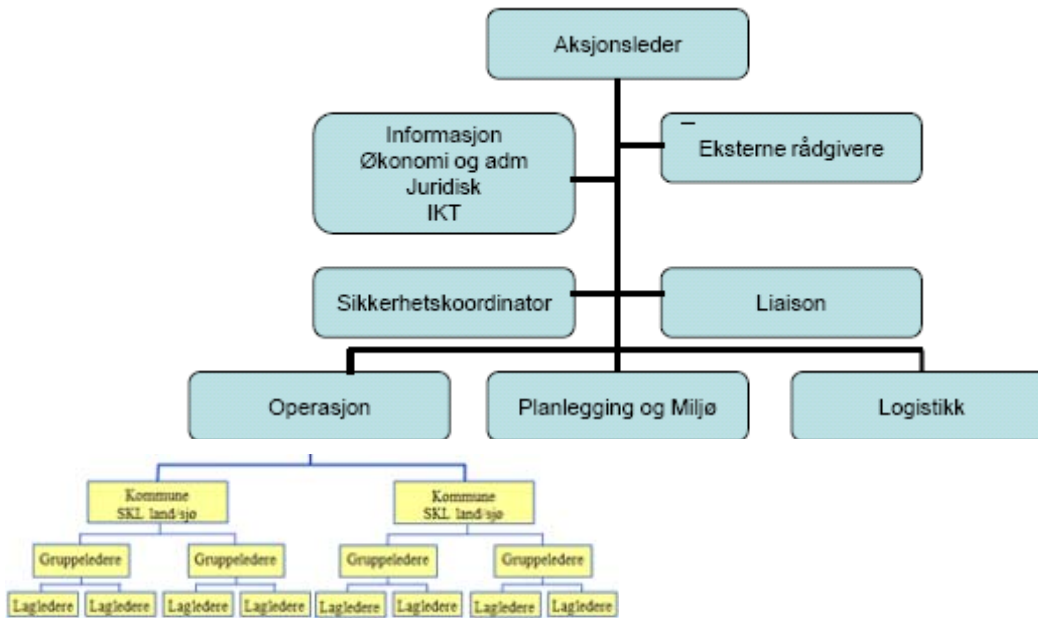 Aksjonsleder
Informasjon
Økonomi og adm
Juridisk
IKT
Eksterne rådgivere
Sikkerhetskoordinator
Liaison
Operasjon
Planlegging og Miljø
Logistikk
Kommune
SKL land/sjø
Kommune
SKL land/sjø
Gruppeledere
Gruppeledere
Gruppeledere
Gruppeledere
Lagledere
Lagledere
Lagledere
Lagledere
Lagledere
Lagledere
Lagledere
Lagledere